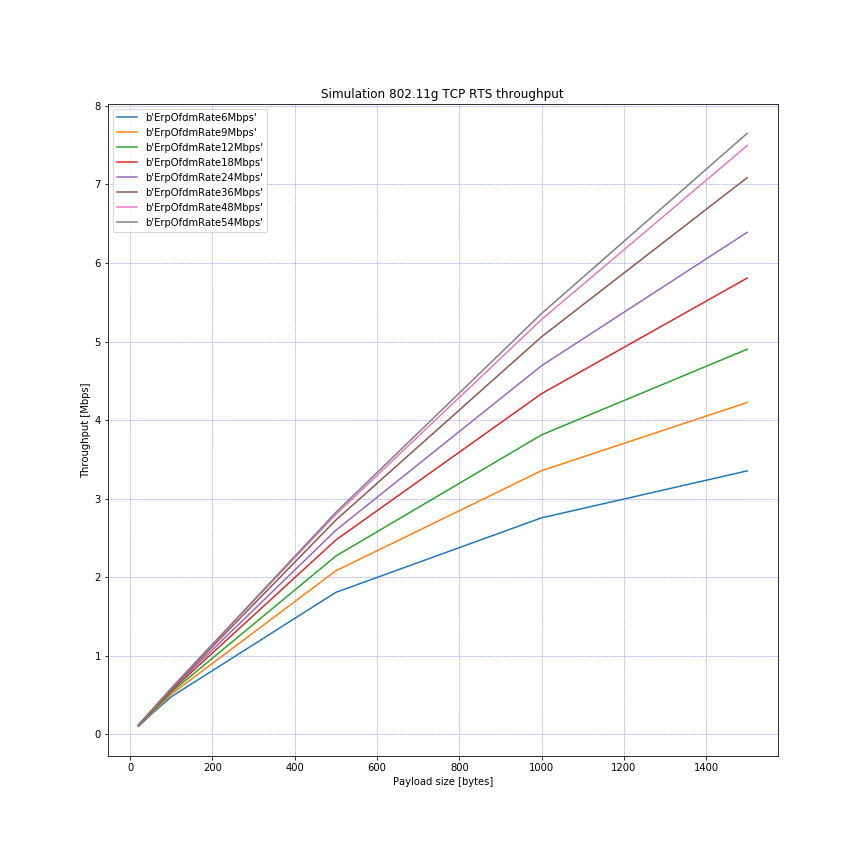 Simulation 802.11g TCP RTS throughput
b'ErpOfdmRate6Mbps'
b'ErpOfdmRate9Mbps'
b'ErpOfdmRate12Mbps'
b'ErpOfdmRate18Mbps'
b'ErpOfdmRate24Mbps'
b'ErpOfdmRate36Mbps'
b'ErpOfdmRate48Mbps'
b'ErpOfdmRate54Mbps'
Throughput [Mbps]
8
7
6
5
4
3
2
1
0
0 200 400 600 800 1000 1200 1400
Payload size [bytes]